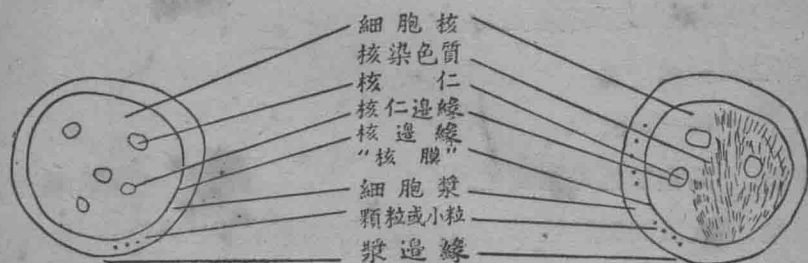 細胞核
核染色質
核仁
核仁邊緣
核邊緣
“核膜”
細胞漿
顆粒或小粒
漿邊緣